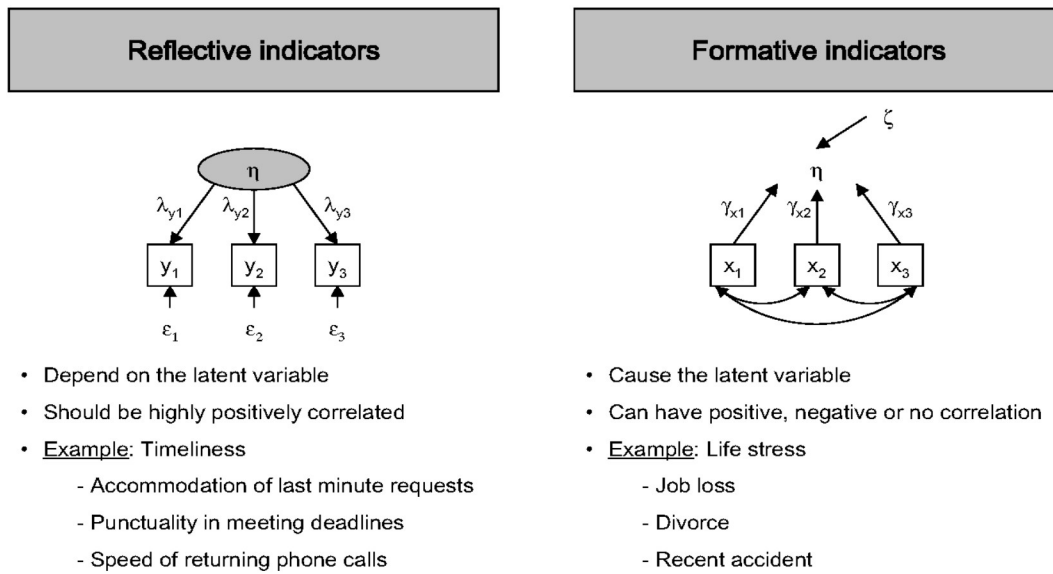 Reflective indicators
η
λy1 λy2 λy3
y1 y2 y3
ε1 ε2 ε3
• Depend on the latent variable
• Should be highly positively correlated
• Example: Timeliness
- Accommodation of last minute requests
- Punctuality in meeting deadlines
- Speed of returning phone calls
Formative indicators
ζ
η
γx1 γx2 γx3
x1 x2 x3
• Cause the latent variable
• Can have positive, negative or no correlation
• Example: Life stress
- Job loss
- Divorce
- Recent accident